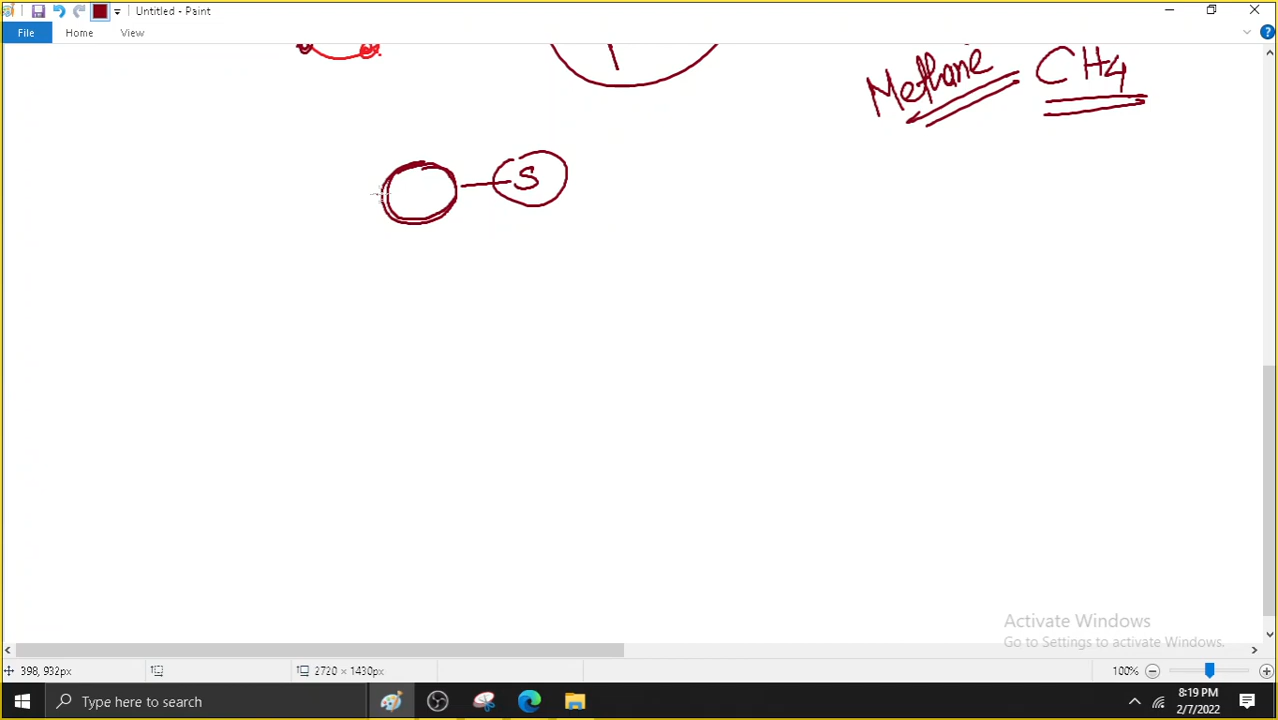 Untitled - Paint
File Home View
Methane CH4
S
Activate Windows
Go to Settings to activate Windows.
398, 932px
2720 × 1430px
100%
Type here to search
8:19 PM
2/7/2022